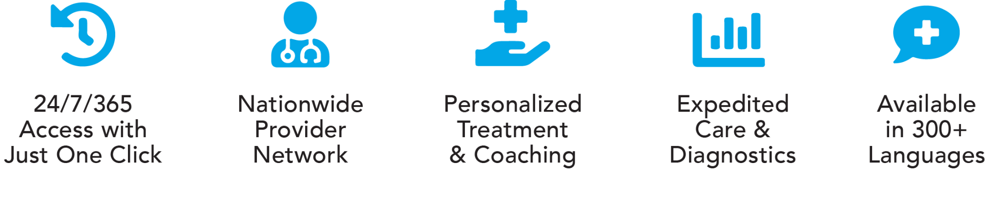 24/7/365
Access with
Just One Click
Nationwide
Provider
Network
Personalized
Treatment
& Coaching
Expedited
Care &
Diagnostics
Available
in 300+
Languages